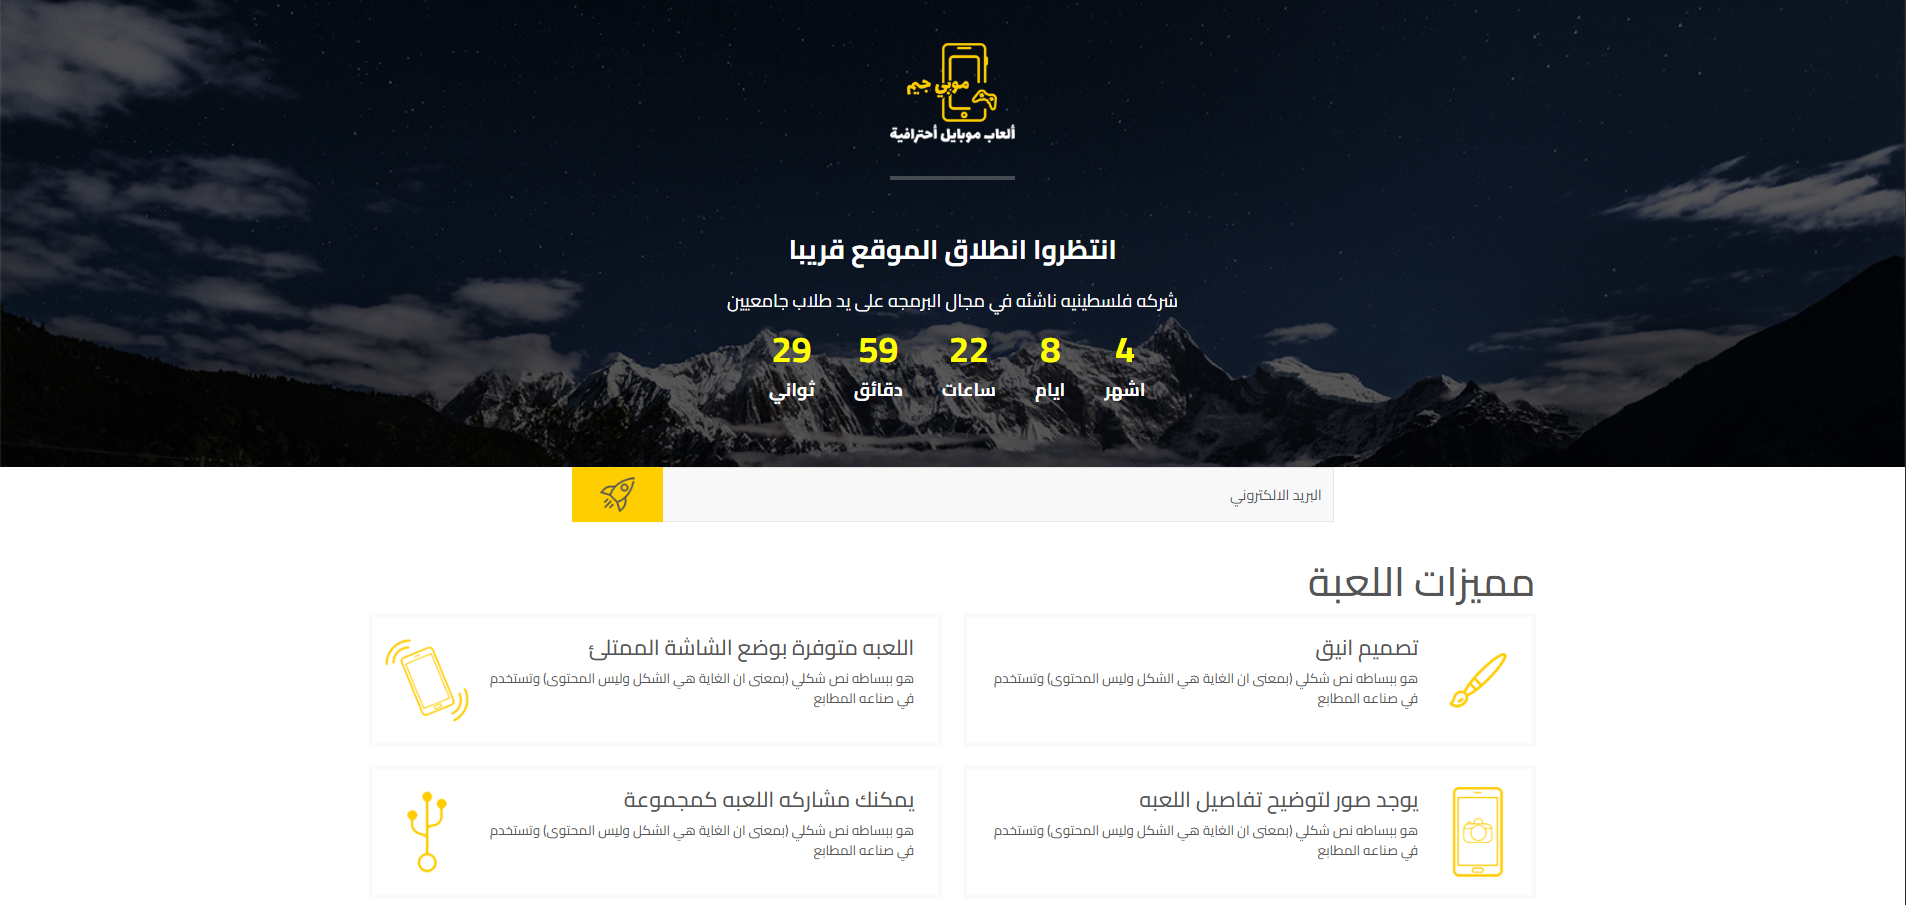 موبي جيم
ألعاب موبايل أحترافية
انتظروا انطلاق الموقع قريبا
شركه فلسطينيه ناشئه في مجال البرمجه على يد طلاب جامعيين
4 8 22 59 29
اشهر ايام ساعات دقائق ثواني
البريد الالكتروني
مميزات اللعبة
تصميم انيق
هو ببساطه نص شكلي (بمعنى ان الغاية هي الشكل وليس المحتوى) وتستخدم
في صناعه المطابع
اللعبه متوفرة بوضع الشاشة الممتلئ
هو ببساطه نص شكلي (بمعنى ان الغاية هي الشكل وليس المحتوى) وتستخدم
في صناعه المطابع
يوجد صور لتوضيح تفاصيل اللعبه
هو ببساطه نص شكلي (بمعنى ان الغاية هي الشكل وليس المحتوى) وتستخدم
في صناعه المطابع
يمكنك مشاركه اللعبه كمجموعة
هو ببساطه نص شكلي (بمعنى ان الغاية هي الشكل وليس المحتوى) وتستخدم
في صناعه المطابع